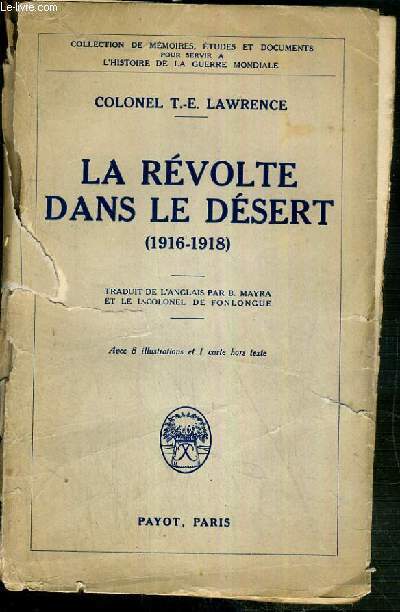 le-livre.com
COLLECTION DE MÉMOIRES, ÉTUDES ET DOCUMENTS
POUR SERVIR A
L'HISTOIRE DE LA GUERRE MONDIALE
COLONEL T.-E. LAWRENCE
LA RÉVOLTE
DANS LE DÉSERT
(1916-1918)
TRADUIT DE L'ANGLAIS PAR B. MAYRA
ET LE Lt-COLONEL DE FONLONGUE
Avec 8 illustrations et 1 carte hors texte
PAYOT, PARIS